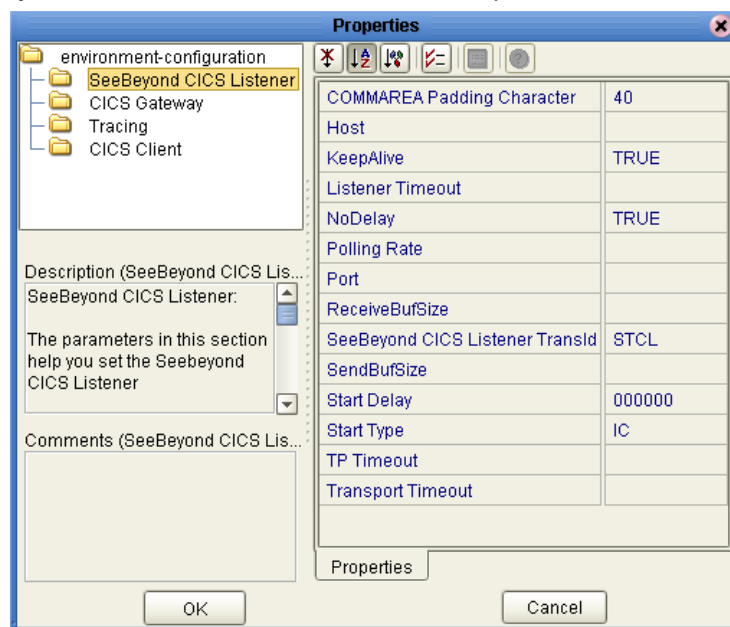 Properties
environment-configuration
SeeBeyond CICS Listener
CICS Gateway
Tracing
CICS Client
Description (SeeBeyond CICS Lis...
SeeBeyond CICS Listener:
The parameters in this section
help you set the Seebeyond
CICS Listener
Comments (SeeBeyond CICS Lis...
COMMAREA Padding Character 40
Host
KeepAlive TRUE
Listener Timeout
NoDelay TRUE
Polling Rate
Port
ReceiveBufSize
SeeBeyond CICS Listener TransId STCL
SendBufSize
Start Delay 000000
Start Type IC
TP Timeout
Transport Timeout
Properties
OK
Cancel